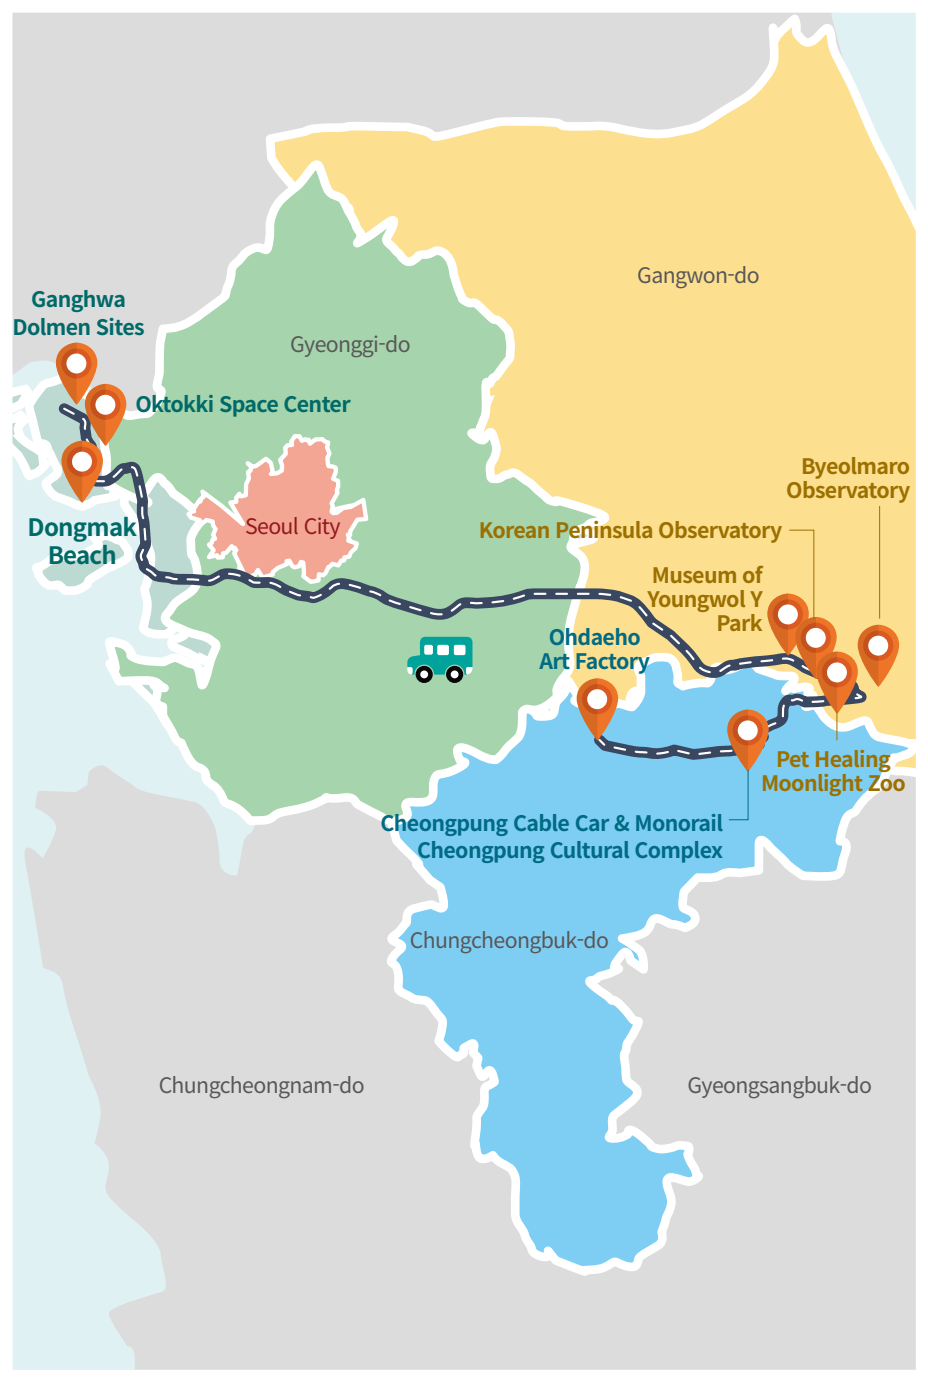 Gangwon-do
Ganghwa
Dolmen Sites
Gyeonggi-do
Oktokki Space Center
Byeolmaro
Observatory
Dongmak
Beach
Seoul City
Korean Peninsula Observatory
Museum of
Youngwol Y
Park
Ohdaeho
Art Factory
Pet Healing
Moonlight Zoo
Cheongpung Cable Car & Monorail
Cheongpung Cultural Complex
Chungcheongbuk-do
Chungcheongnam-do
Gyeongsangbuk-do